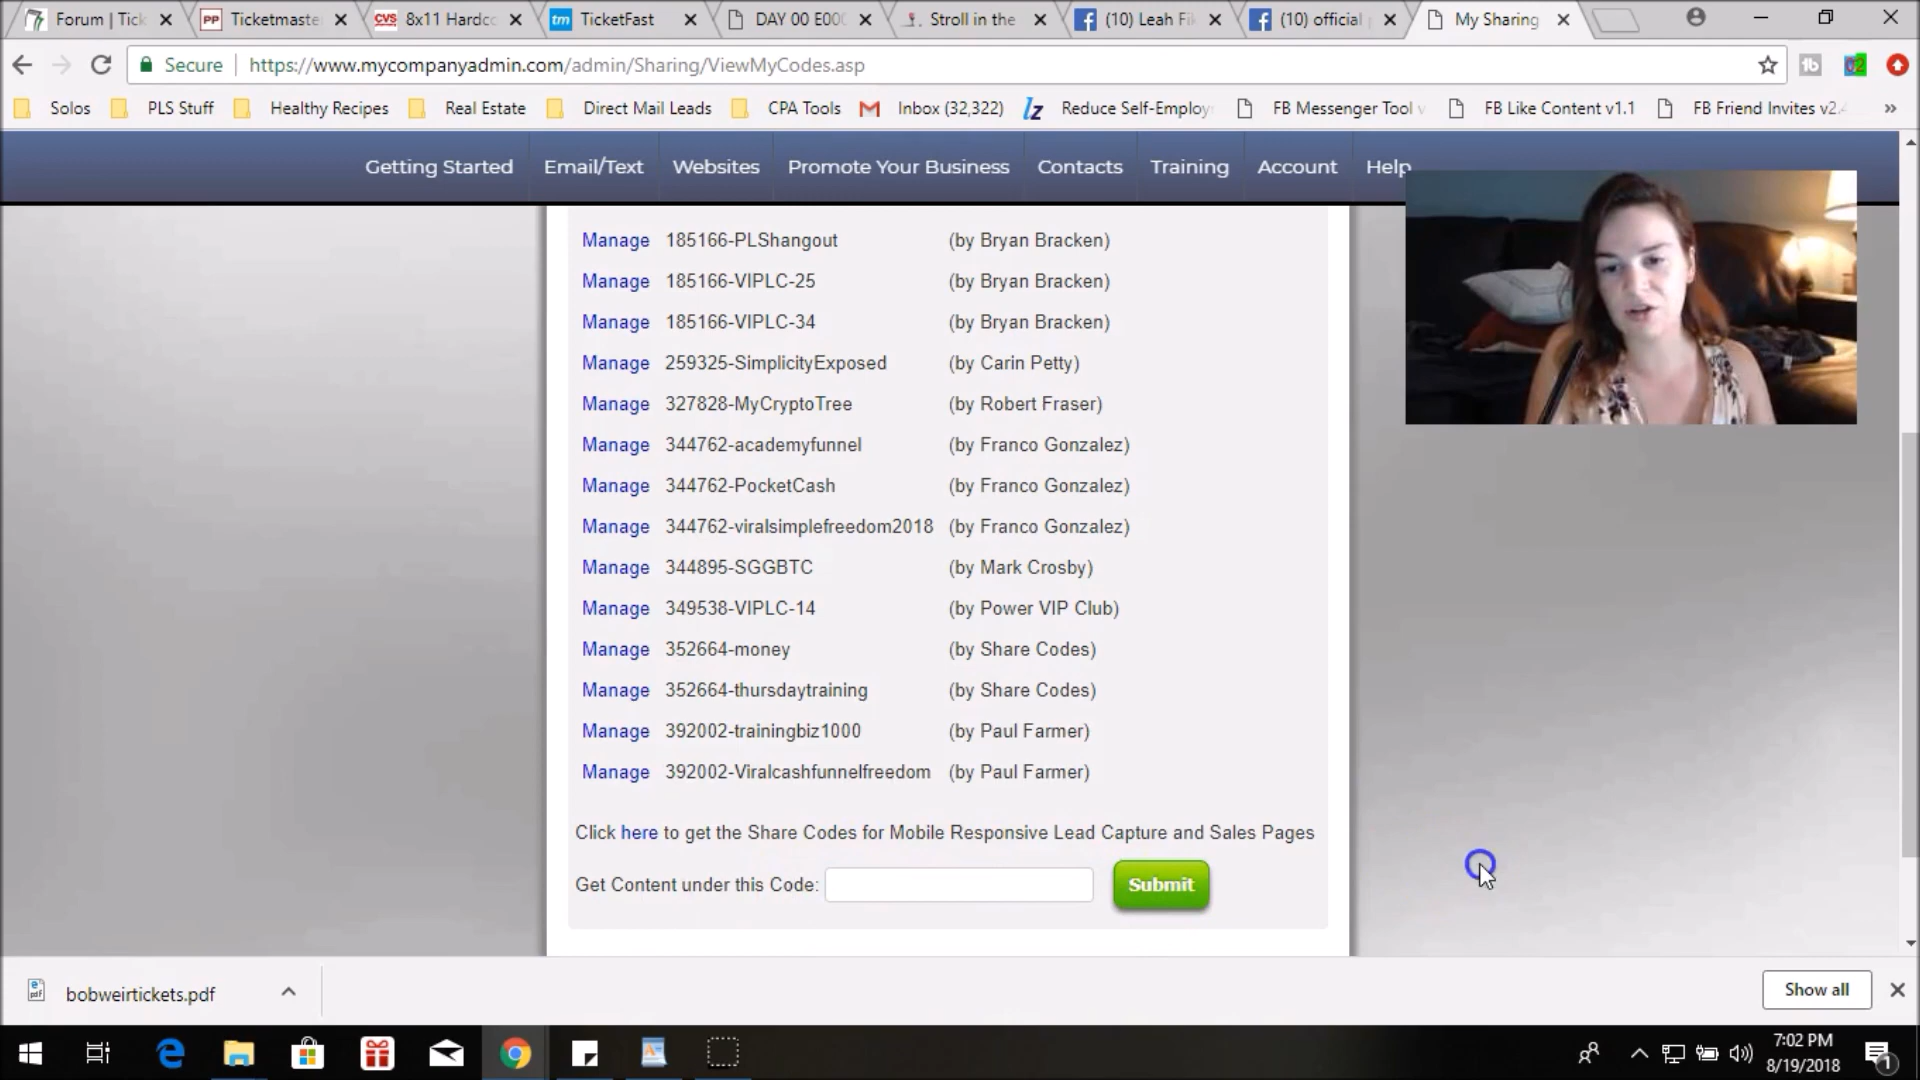 Forum | Tick
PP Ticketmaste
CVS 8x11 Hardc
tm TicketFast
DAY 00 E00
Stroll in the
(10) Leah Fi
(10) official
My Sharing
Secure https://www.mycompanyadmin.com/admin/Sharing/ViewMyCodes.asp
Solos PLS Stuff Healthy Recipes Real Estate Direct Mail Leads CPA Tools Inbox (32,322) Reduce Self-Employ FB Messenger Tool v FB Like Content v1.1 FB Friend Invites v2. »
Getting Started Email/Text Websites Promote Your Business Contacts Training Account Help
Manage 185166-PLShangout (by Bryan Bracken)
Manage 185166-VIPLC-25 (by Bryan Bracken)
Manage 185166-VIPLC-34 (by Bryan Bracken)
Manage 259325-SimplicityExposed (by Carin Petty)
Manage 327828-MyCryptoTree (by Robert Fraser)
Manage 344762-academyfunnel (by Franco Gonzalez)
Manage 344762-PocketCash (by Franco Gonzalez)
Manage 344762-viralsimplefreedom2018 (by Franco Gonzalez)
Manage 344895-SGGBTC (by Mark Crosby)
Manage 349538-VIPLC-14 (by Power VIP Club)
Manage 352664-money (by Share Codes)
Manage 352664-thursdaytraining (by Share Codes)
Manage 392002-trainingbiz1000 (by Paul Farmer)
Manage 392002-Viralcashfunnelfreedom (by Paul Farmer)
Click here to get the Share Codes for Mobile Responsive Lead Capture and Sales Pages
Get Content under this Code: Submit
bobweirtickets.pdf
Show all
7:02 PM
8/19/2018
1